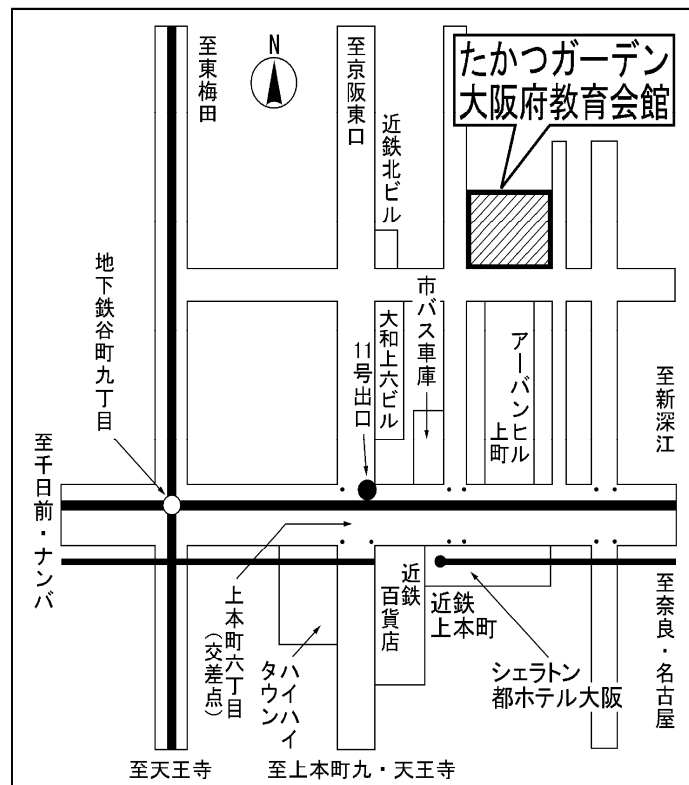 至東梅田
N
至京阪東口
たかつガーデン
大阪府教育会館
近鉄北ビル
地下鉄谷町九丁目
市バス車庫
大和上六ビル
11号出口
アーバンヒル
上町
至新深江
至千日前・ナンバ
上本町六丁目
(交差点)
ハイハイ
タウン
近鉄
百貨店
近鉄
上本町
シェラトン
都ホテル大阪
至奈良・名古屋
至天王寺
至上本町九・天王寺